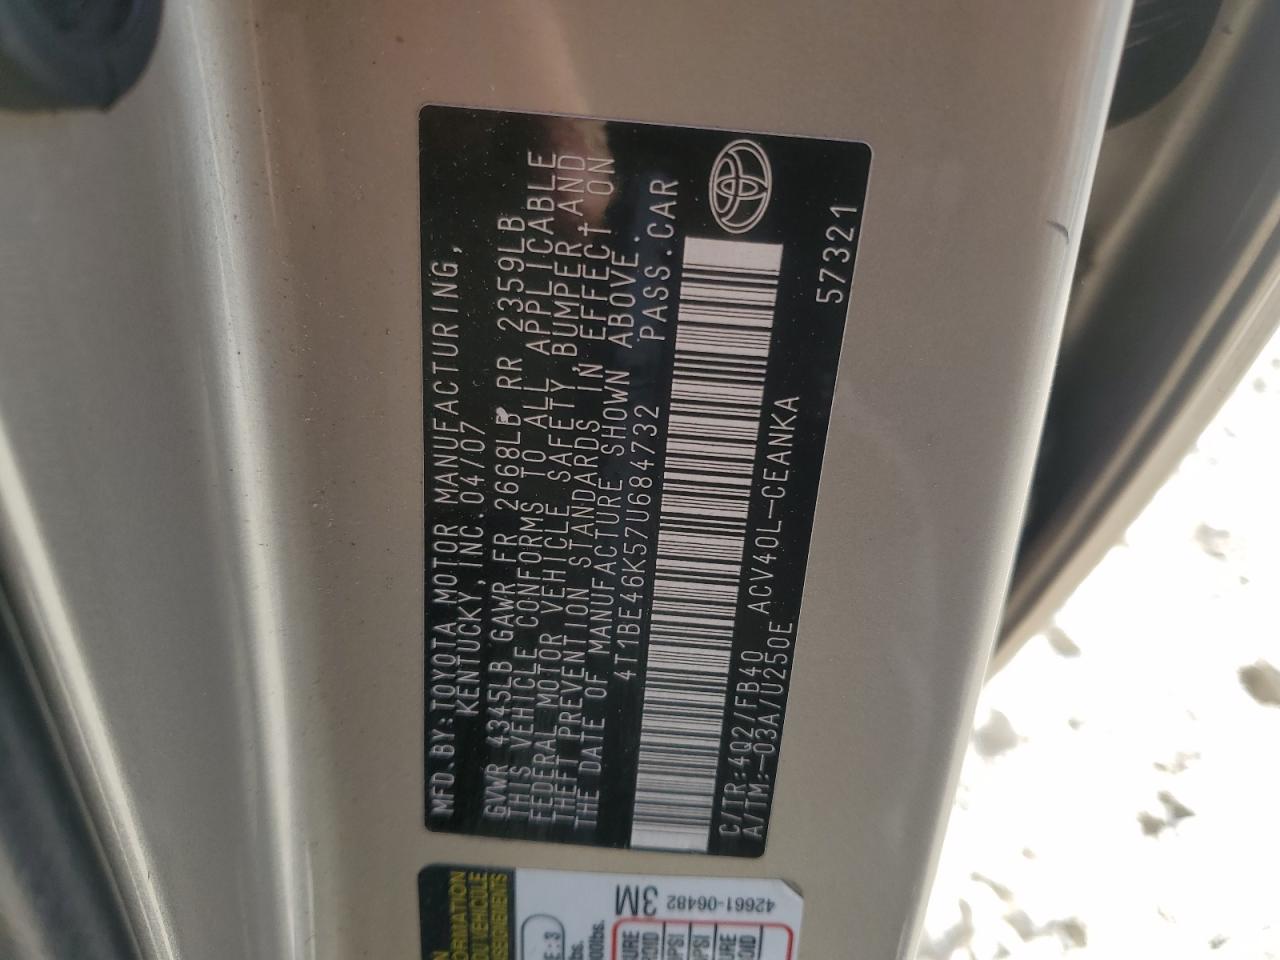 MFD.BY:TOYOTA MOTOR MANUFACTURING,
KENTUCKY, INC. 04/07
GVWR 4345LB GAWR FR 2668LB RR 2359LB
THIS VEHICLE CONFORMS TO ALL APPLICABLE
FEDERAL MOTOR VEHICLE SAFETY,BUMPER,AND
THEFT PREVENTION STANDARDS IN EFFECT ON
THE DATE OF MANUFACTURE SHOWN ABOVE.
4T1BE46K57U684732 PASS.CAR
C/TR:4Q2/FB40 ACV40L-CEANKA
A/TM:-03A/U250E 57321
3M
42661-06482